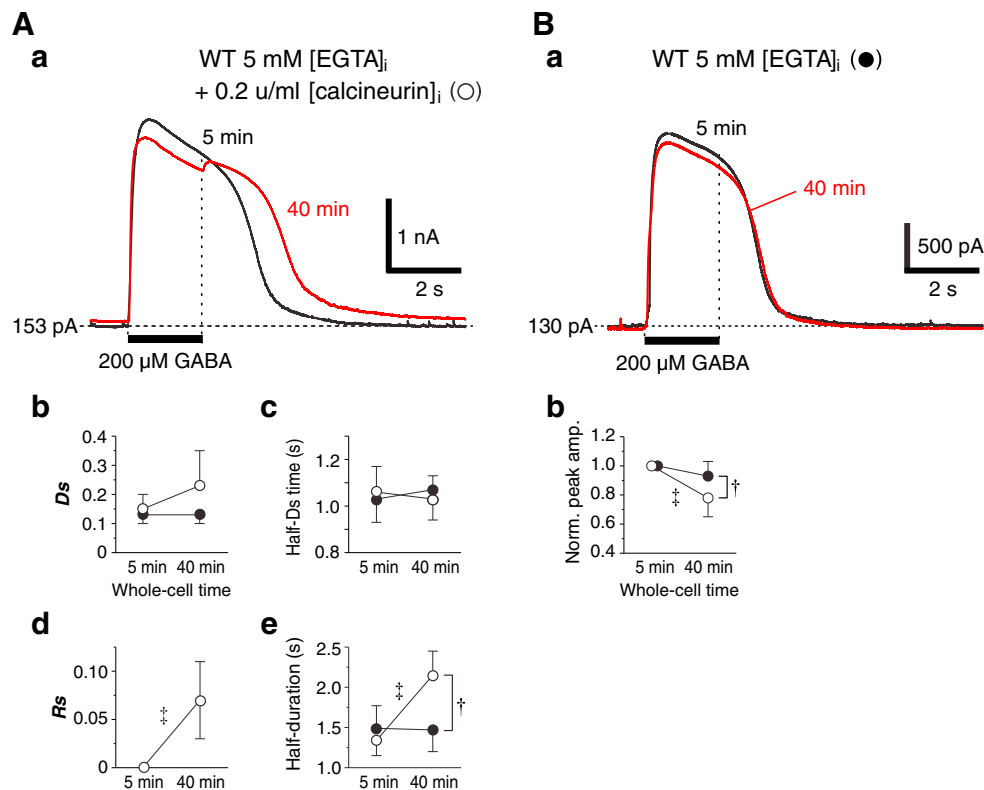 A
a
WT 5 mM [EGTA]i
+ 0.2 u/ml [calcineurin]i (○)
5 min
40 min
1 nA
2 s
153 pA
200 µM GABA
B
a
WT 5 mM [EGTA]i (●)
5 min
40 min
500 pA
2 s
130 pA
200 µM GABA
b
Ds
0.4
0.3
0.2
0.1
0
5 min 40 min
Whole-cell time
c
Half-Ds time (s)
1.2
1.0
0.8
5 min 40 min
b
Norm. peak amp.
1.2
1.0
0.8
0.6
0.4
‡
†
5 min 40 min
Whole-cell time
d
Rs
0.10
0.05
0
‡
5 min 40 min
e
Half-duration (s)
2.5
2.0
1.5
1.0
‡
†
5 min 40 min